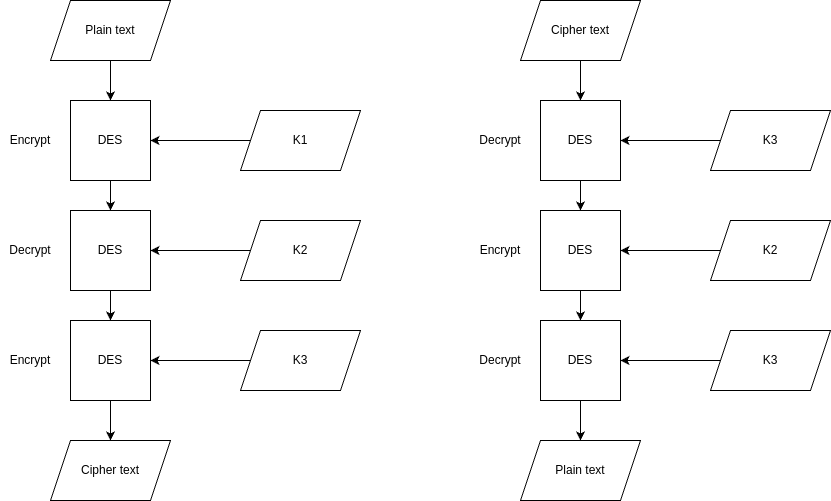 Plain text
Encrypt
DES
K1
Decrypt
DES
K2
Encrypt
DES
K3
Cipher text
Cipher text
Decrypt
DES
K3
Encrypt
DES
K2
Decrypt
DES
K3
Plain text